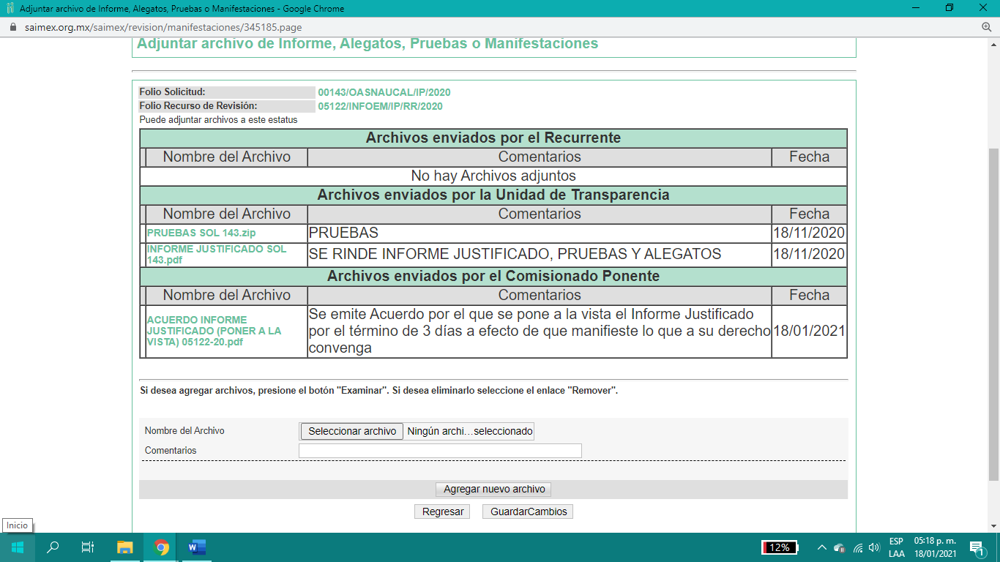 Adjuntar archivo de Informe, Alegatos, Pruebas o Manifestaciones - Google Chrome
saimex.org.mx/saimex/revision/manifestaciones/345185.page
Adjuntar archivo de Informe, Alegatos, Pruebas o Manifestaciones
Folio Solicitud: 00143/OASNAUCAL/IP/2020
Folio Recurso de Revisión: 05122/INFOEM/IP/RR/2020
Puede adjuntar archivos a este estatus
Archivos enviados por el Recurrente
Nombre del Archivo Comentarios Fecha
No hay Archivos adjuntos
Archivos enviados por la Unidad de Transparencia
Nombre del Archivo Comentarios Fecha
PRUEBAS SOL 143.zip PRUEBAS 18/11/2020
INFORME JUSTIFICADO SOL
143.pdf
SE RINDE INFORME JUSTIFICADO, PRUEBAS Y ALEGATOS 18/11/2020
Archivos enviados por el Comisionado Ponente
Nombre del Archivo Comentarios Fecha
ACUERDO INFORME
JUSTIFICADO (PONER A LA
VISTA) 05122-20.pdf
Se emite Acuerdo por el que se pone a la vista el Informe Justificado
por el término de 3 días a efecto de que manifieste lo que a su derecho
convenga
18/01/2021
Si desea agregar archivos, presione el botón "Examinar". Si desea eliminarlo seleccione el enlace "Remover".
Nombre del Archivo Seleccionar archivo Ningún archi...seleccionado
Comentarios
Agregar nuevo archivo
Regresar GuardarCambios
Inicio
12%
ESP
LAA
05:18 p. m.
18/01/2021
1